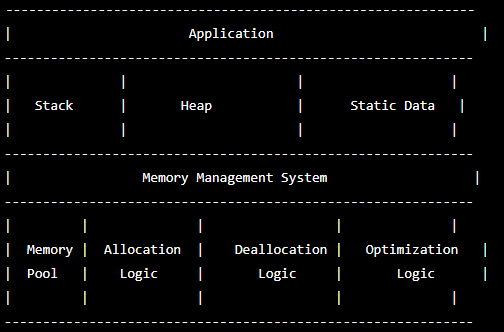 Application
Stack Heap Static Data
Memory Management System
Memory Allocation Deallocation Optimization
Pool Logic Logic Logic